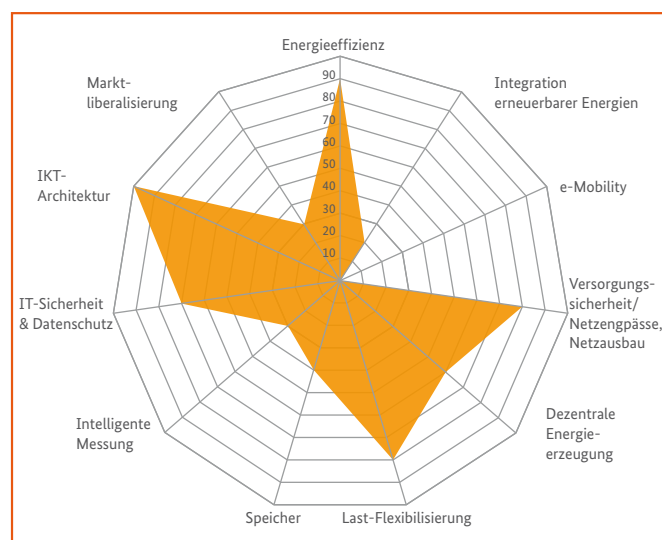 Energieeffizienz
Integration
erneuerbarer Energien
e-Mobility
Versorgungs-
sicherheit/
Netzengpässe,
Netzausbau
Dezentrale
Energie-
erzeugung
Last-Flexibilisierung
Speicher
Intelligente
Messung
IT-Sicherheit
& Datenschutz
IKT-
Architektur
Markt-
liberalisierung
90
80
70
60
50
40
30
20
10